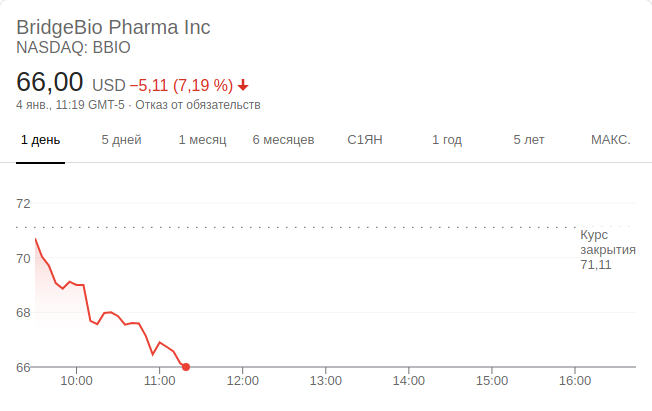 BridgeBio Pharma Inc
NASDAQ: BBIO
66,00 USD −5,11 (7,19 %)
4 янв., 11:19 GMT-5 · Отказ от обязательств
1 день 5 дней 1 месяц 6 месяцев С1ЯН 1 год 5 лет МАКС.
72
Курс
закрытия
71,11
70
68
66
10:00 11:00 12:00 13:00 14:00 15:00 16:00